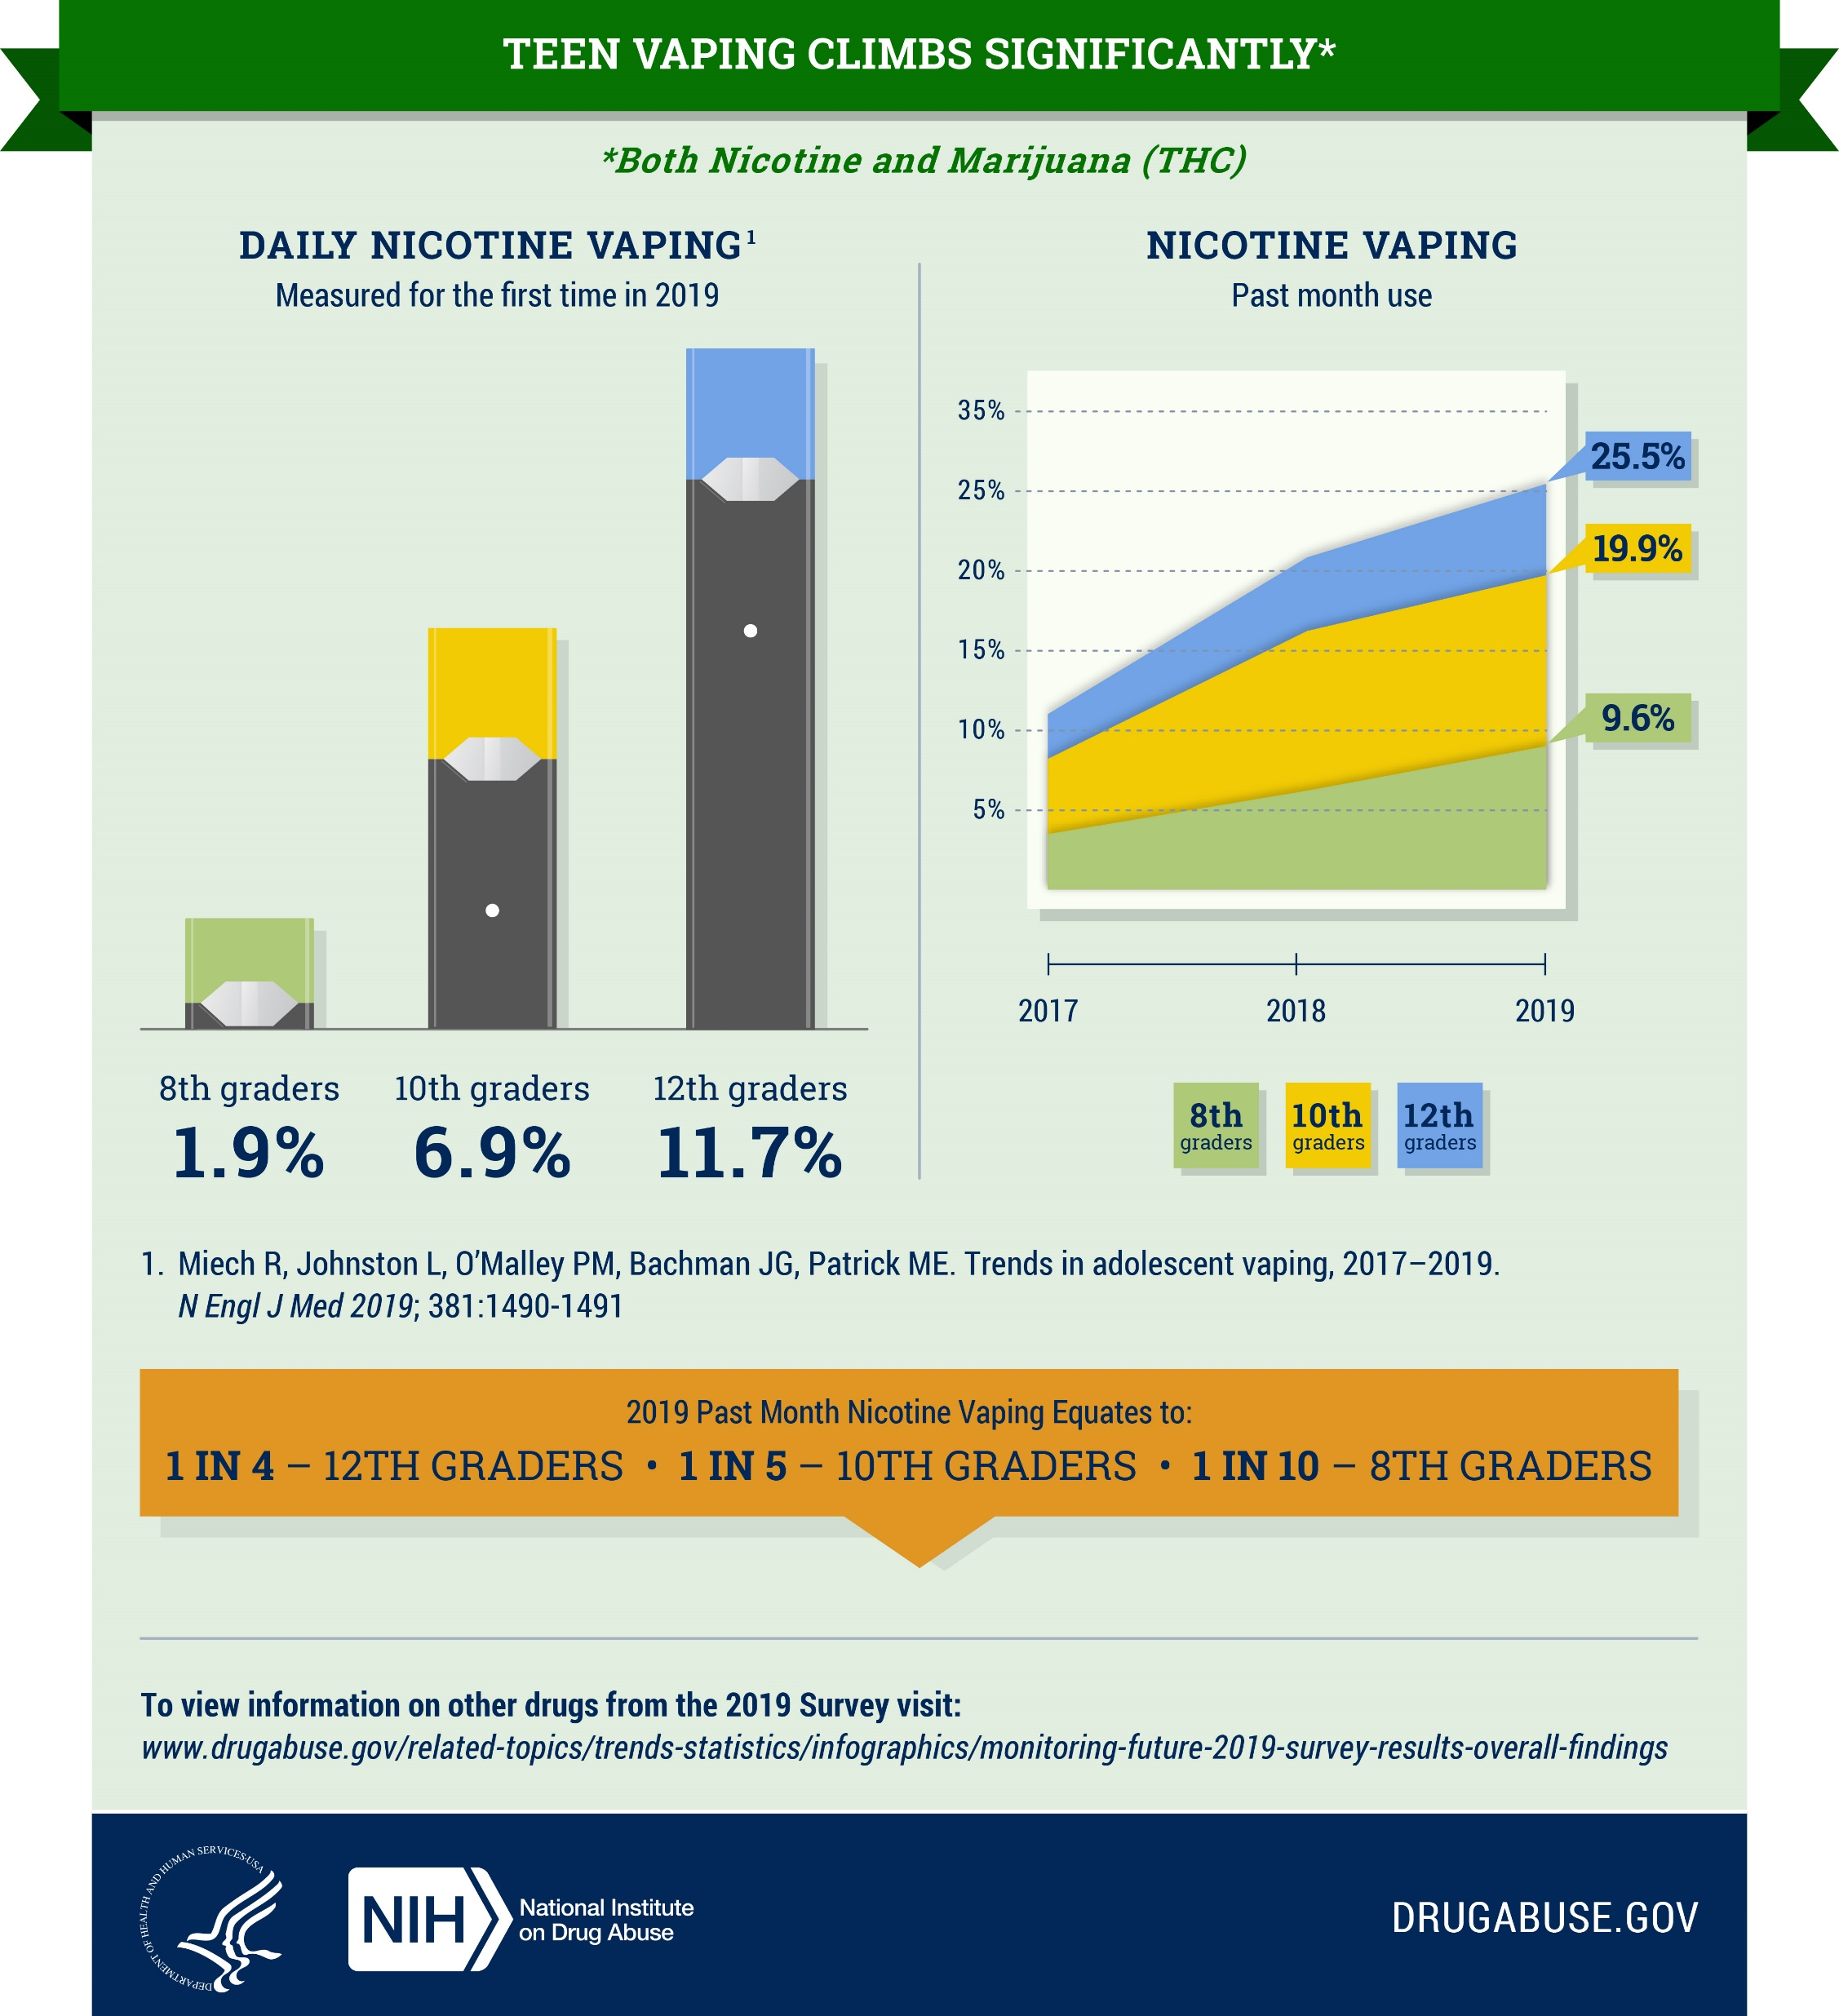 TEEN VAPING CLIMBS SIGNIFICANTLY*
*Both Nicotine and Marijuana (THC)
DAILY NICOTINE VAPING¹
Measured for the first time in 2019
8th graders
1.9%
10th graders
6.9%
12th graders
11.7%
NICOTINE VAPING
Past month use
35%
25%
20%
15%
10%
5%
25.5%
19.9%
9.6%
2017
2018
2019
8th
graders
10th
graders
12th
graders
1. Miech R, Johnston L, O’Malley PM, Bachman JG, Patrick ME. Trends in adolescent vaping, 2017–2019.
N Engl J Med 2019; 381:1490-1491
2019 Past Month Nicotine Vaping Equates to:
1 IN 4 – 12TH GRADERS • 1 IN 5 – 10TH GRADERS • 1 IN 10 – 8TH GRADERS
To view information on other drugs from the 2019 Survey visit:
www.drugabuse.gov/related-topics/trends-statistics/infographics/monitoring-future-2019-survey-results-overall-findings
DEPARTMENT OF HEALTH AND HUMAN SERVICES·USA
NIH
National Institute
on Drug Abuse
DRUGABUSE.GOV